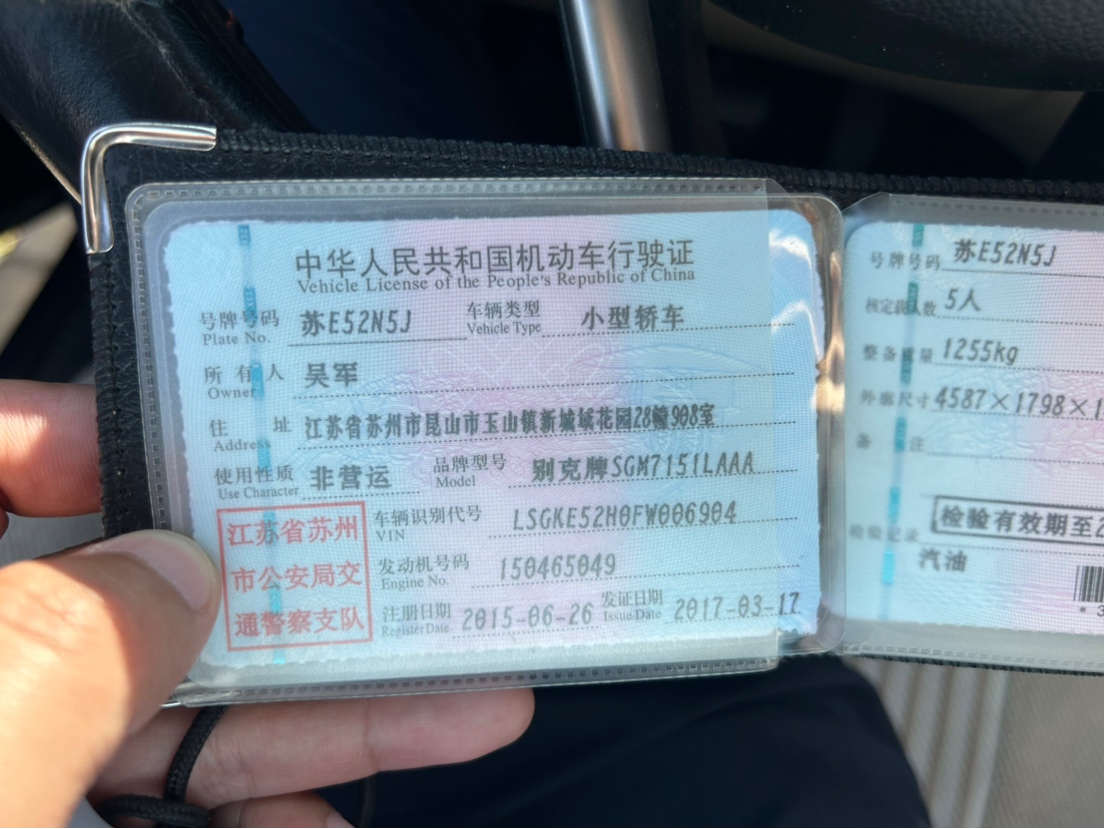 中华人民共和国机动车行驶证
Vehicle License of the People's Republic of China
号牌号码 苏E52N5J 车辆类型 小型轿车
Plate No. Vehicle Type
所有人 吴军
Owner
住址 江苏省苏州市昆山市玉山镇新城域花园28幢908室
Address
使用性质 非营运 品牌型号 别克牌SGM7151LAAA
Use Character Model
江苏省苏州
市公安局交
通警察支队
车辆识别代号 LSGKE52H0FW006904
VIN
发动机号码 150465049
Engine No.
注册日期 2015-06-26 发证日期 2017-03-17
Register Date Issue Date
号牌号码 苏E52N5J
核定载人数 5人
整备质量 1255kg
外廓尺寸 4587×1798×1
备注
检验有效期至2
检验记录
汽油
* 3